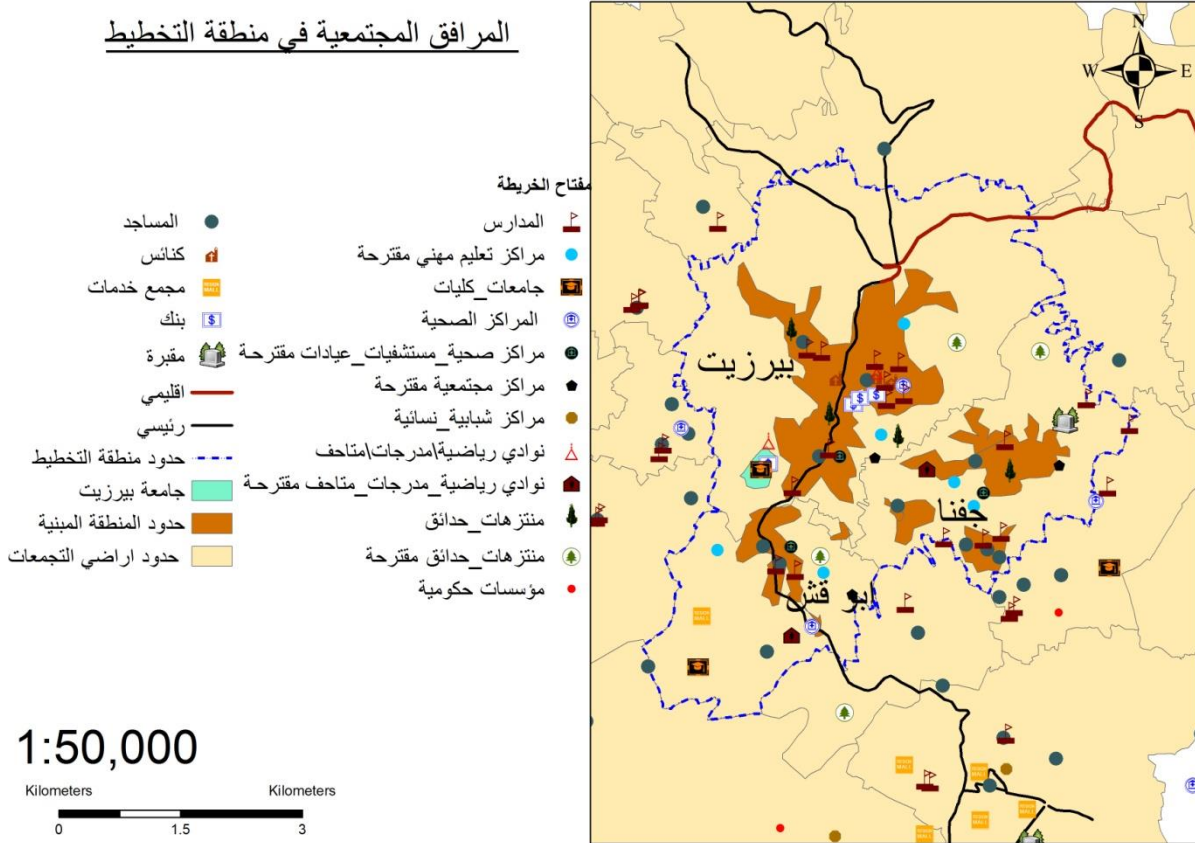 المرافق المجتمعية في منطقة التخطيط
مفتاح الخريطة
المدارس
مراكز تعليم مهني مقترحة
جامعات_كليات
المراكز الصحية
مراكز صحية_مستشفيات_عيادات مقترحة
مراكز مجتمعية مقترحة
مراكز شبابية_نسائية
نوادي رياضية\مدرجات\متاحف
نوادي رياضية_مدرجات_متاحف مقترحة
منتزهات_حدائق
منتزهات_حدائق مقترحة
مؤسسات حكومية
المساجد
كنائس
مجمع خدمات
بنك
مقبرة
اقليمي
رئيسي
حدود منطقة التخطيط
جامعة بيرزيت
حدود المنطقة المبنية
حدود اراضي التجمعات
1:50,000
Kilometers Kilometers
0 1.5 3
N
W E
S
بيرزيت
جفنا
ابو قش